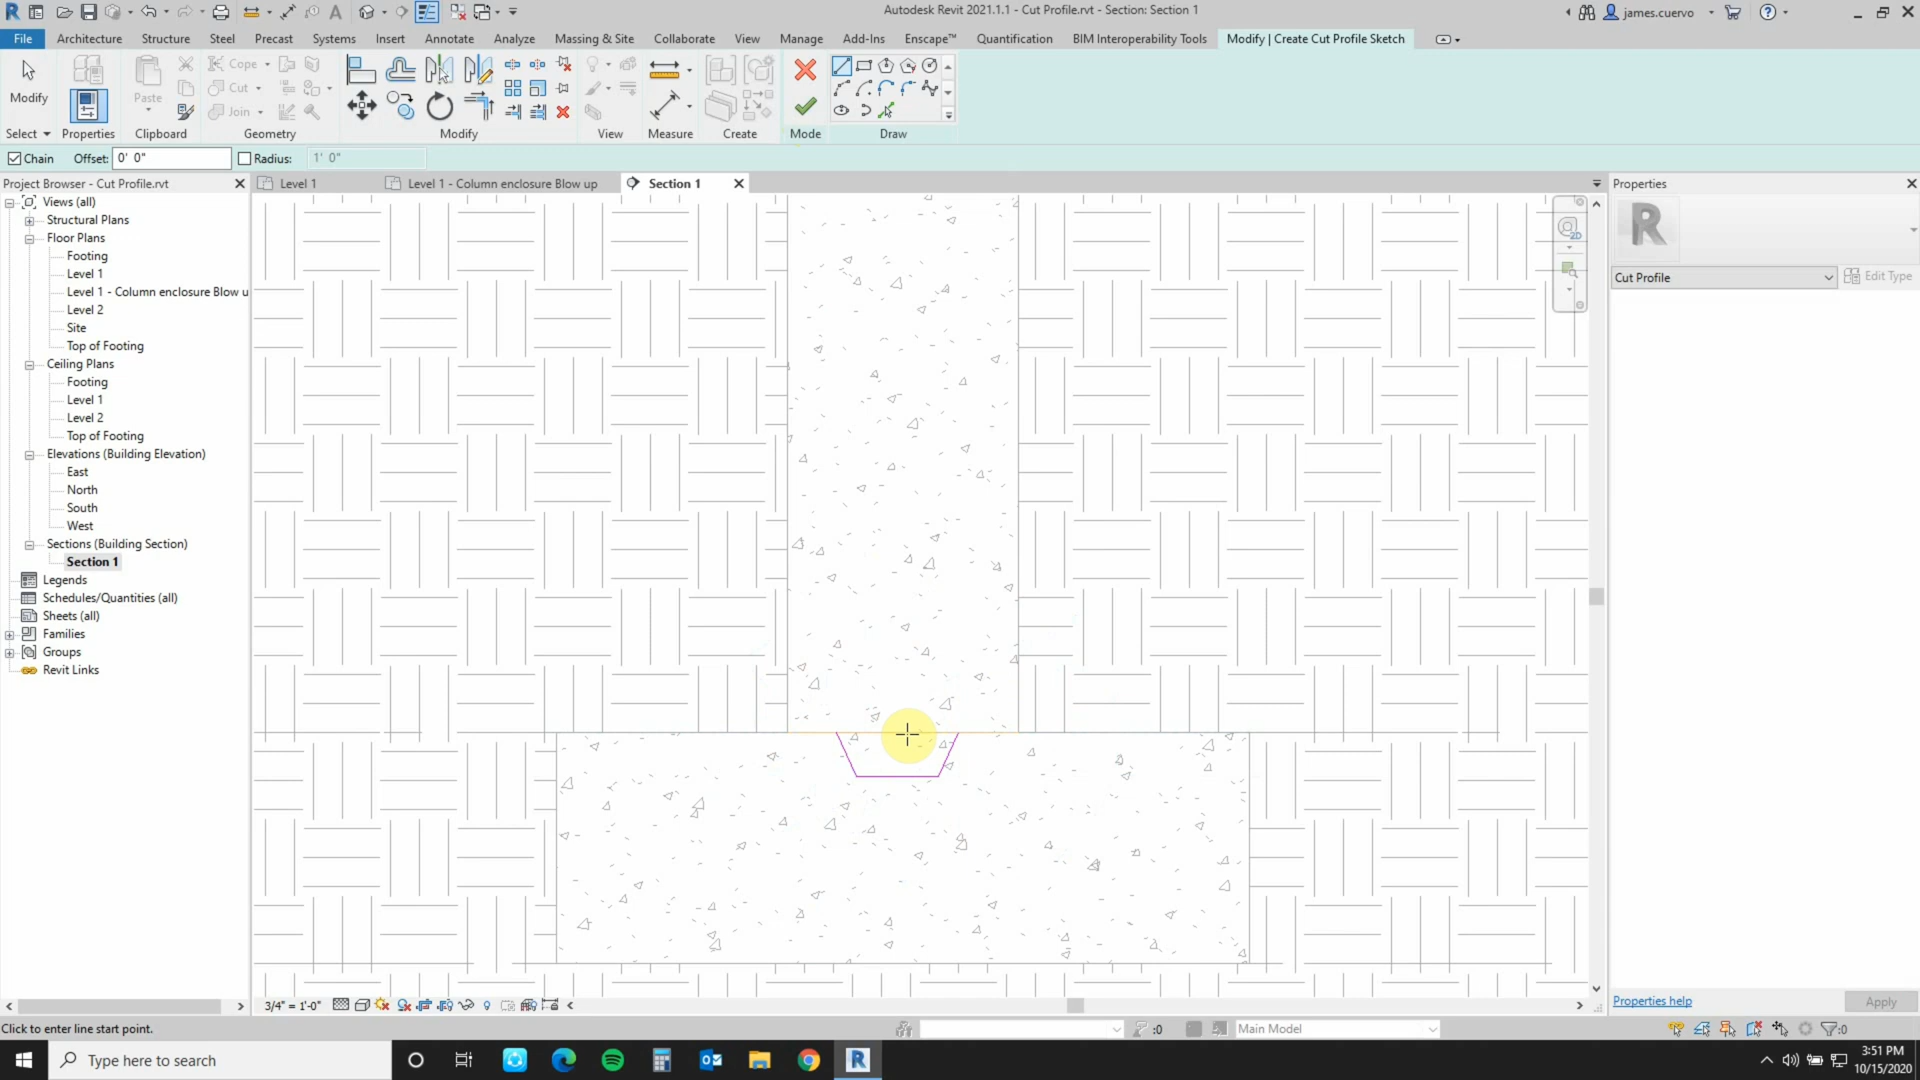 Autodesk Revit 2021.1.1 - Cut Profile.rvt - Section: Section 1
james.cuervo
File Architecture Structure Steel Precast Systems Insert Annotate Analyze Massing & Site Collaborate View Manage Add-Ins Enscape™ Quantification BIM Interoperability Tools Modify | Create Cut Profile Sketch
Modify
Paste
Cope
Cut
Join
Select Properties Clipboard Geometry Modify View Measure Create Mode Draw
Chain Offset: 0' 0" Radius: 1' 0"
Project Browser - Cut Profile.rvt
Level 1
Level 1 - Column enclosure Blow up
Section 1
Properties
Views (all)
Structural Plans
Floor Plans
Footing
Level 1
Level 1 - Column enclosure Blow u
Level 2
Site
Top of Footing
Ceiling Plans
Footing
Level 1
Level 2
Top of Footing
Elevations (Building Elevation)
East
North
South
West
Sections (Building Section)
Section 1
Legends
Schedules/Quantities (all)
Sheets (all)
Families
Groups
Revit Links
2D
R
Cut Profile
Edit Type
3/4" = 1'-0"
Properties help
Apply
Click to enter line start point.
:0
Main Model
:0
Type here to search
3:51 PM
10/15/2020